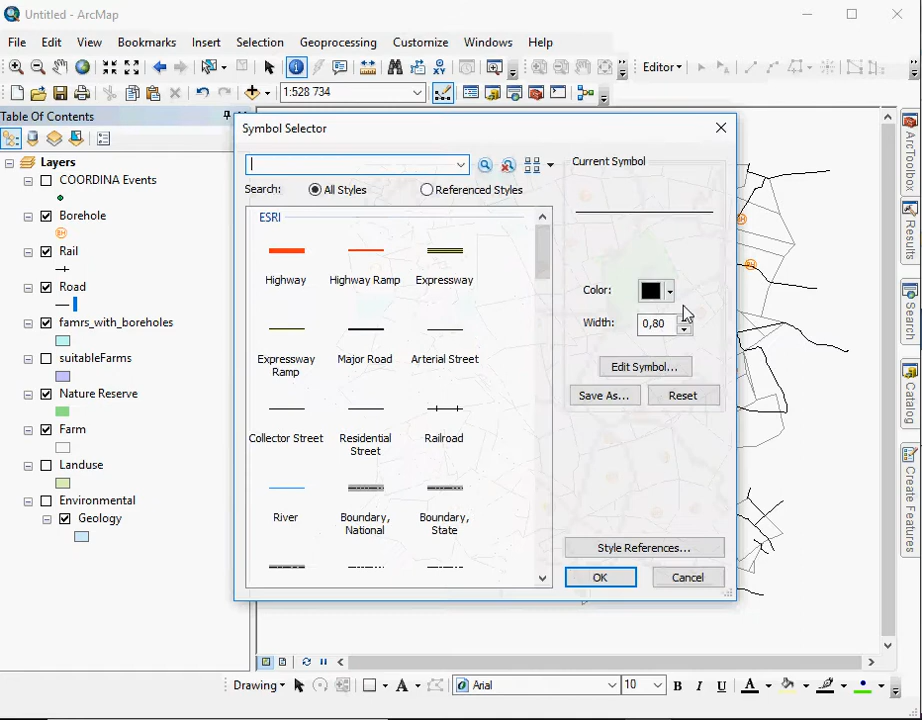 Untitled - ArcMap
File Edit View Bookmarks Insert Selection Geoprocessing Customize Windows Help
Editor
1:528 734
Table Of Contents
Layers
COORDINA Events
Borehole
BH
Rail
Road
famrs_with_boreholes
suitableFarms
Nature Reserve
Farm
Landuse
Environmental
Geology
Symbol Selector
Search: All Styles Referenced Styles
ESRI
Highway Highway Ramp Expressway
Expressway Ramp Major Road Arterial Street
Collector Street Residential Street Railroad
River Boundary, National Boundary, State
Current Symbol
Color:
Width: 0,80
Edit Symbol...
Save As... Reset
Style References...
OK Cancel
BH
BH
ArcToolbox
Results
Search
Catalog
Create Features
Drawing A Arial 10 B I U A